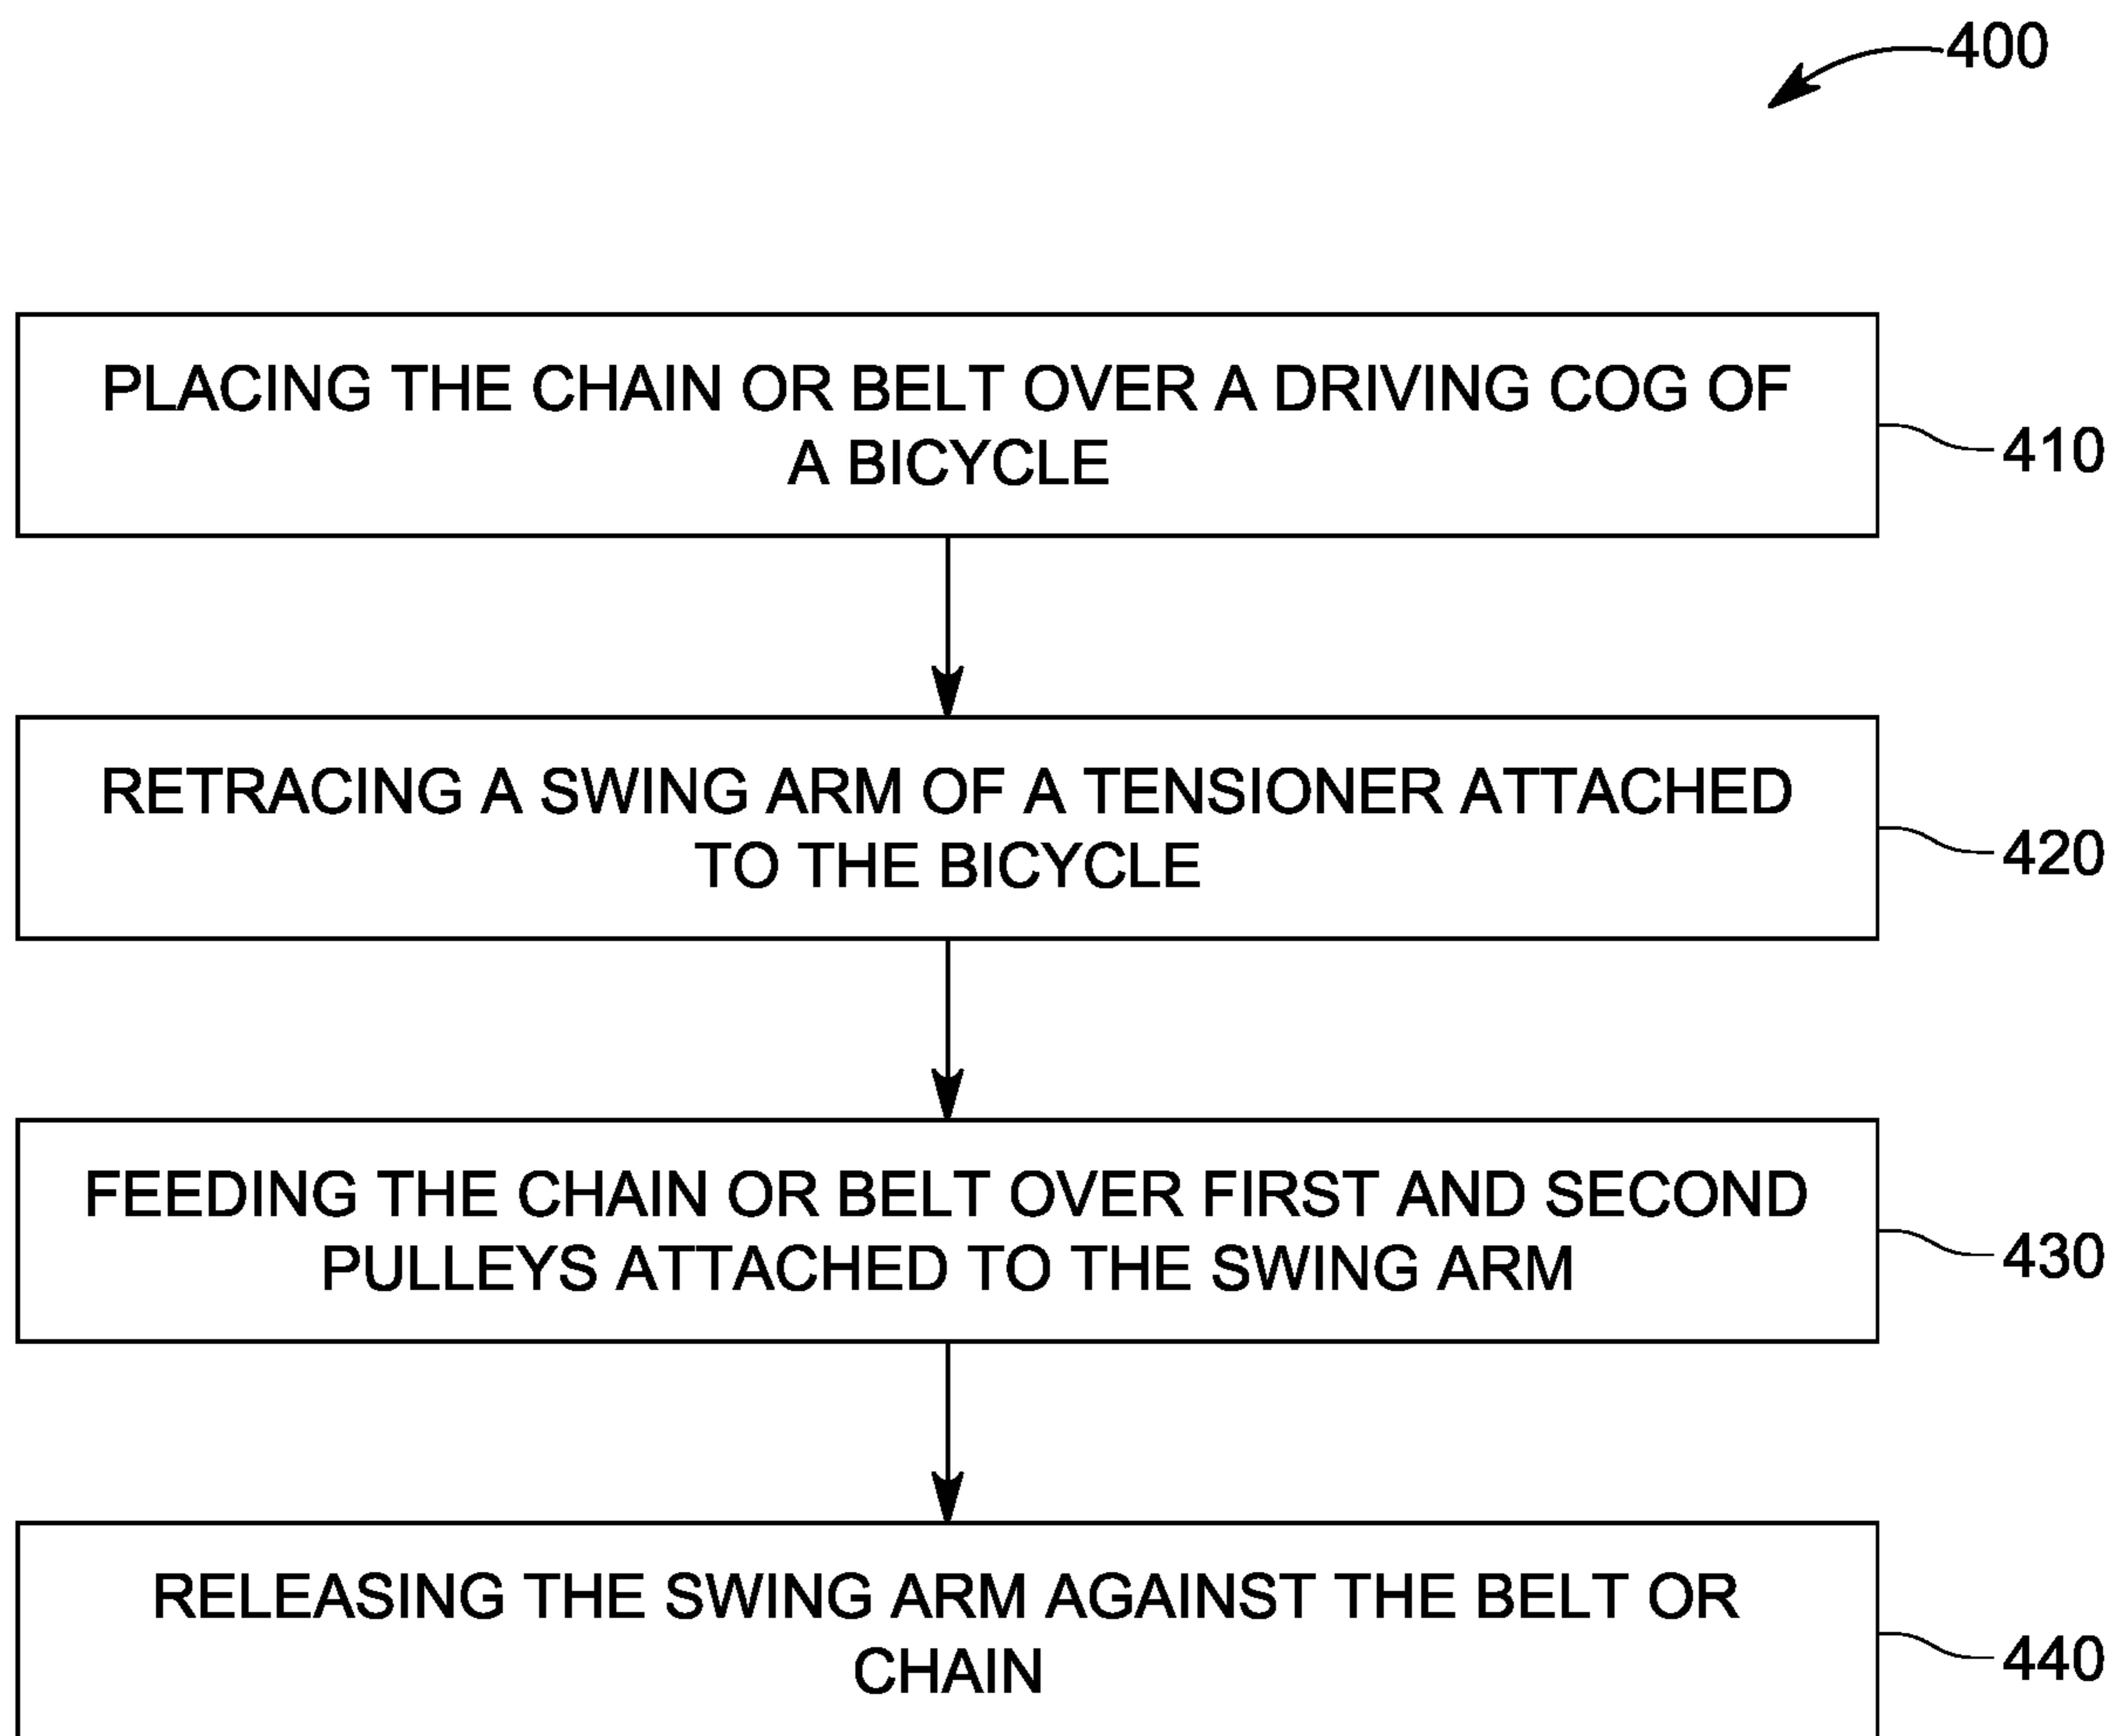 400
PLACING THE CHAIN OR BELT OVER A DRIVING COG OF
A BICYCLE
410
RETRACING A SWING ARM OF A TENSIONER ATTACHED
TO THE BICYCLE
420
FEEDING THE CHAIN OR BELT OVER FIRST AND SECOND
PULLEYS ATTACHED TO THE SWING ARM
430
RELEASING THE SWING ARM AGAINST THE BELT OR
CHAIN
440